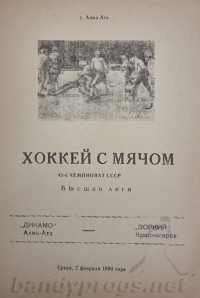 г. Алма-Ата
ХОККЕЙ С МЯЧОМ
42-й ЧЕМПИОНАТ СССР
Высшая лига
„ДИНАМО" — „ЗОРКИЙ"
Алма-Ата Красногорск
Среда, 7 февраля 1990 года
bandyprogs.net